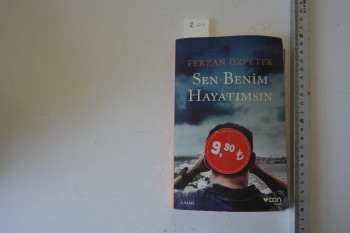 FERZAN ÖZPETEK
SEN BENİM
HAYATIMSIN
9,90 ₺
can